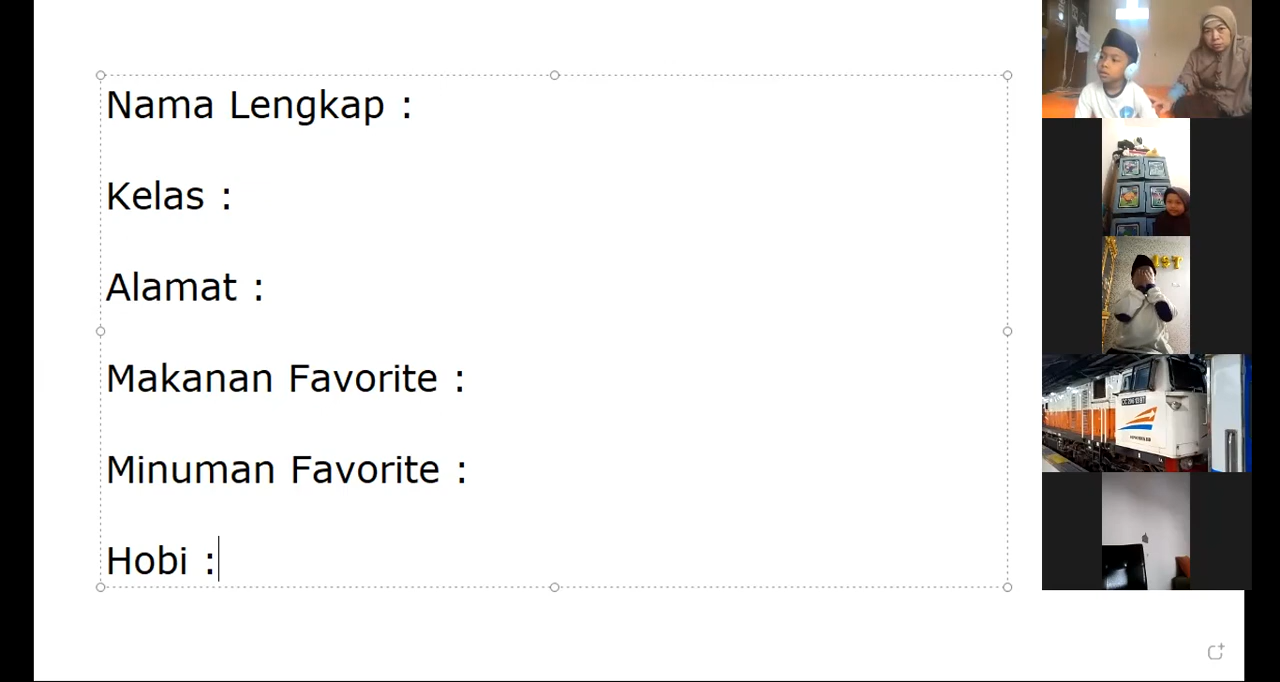 Nama Lengkap :
Kelas :
Alamat :
Makanan Favorite :
Minuman Favorite :
Hobi :